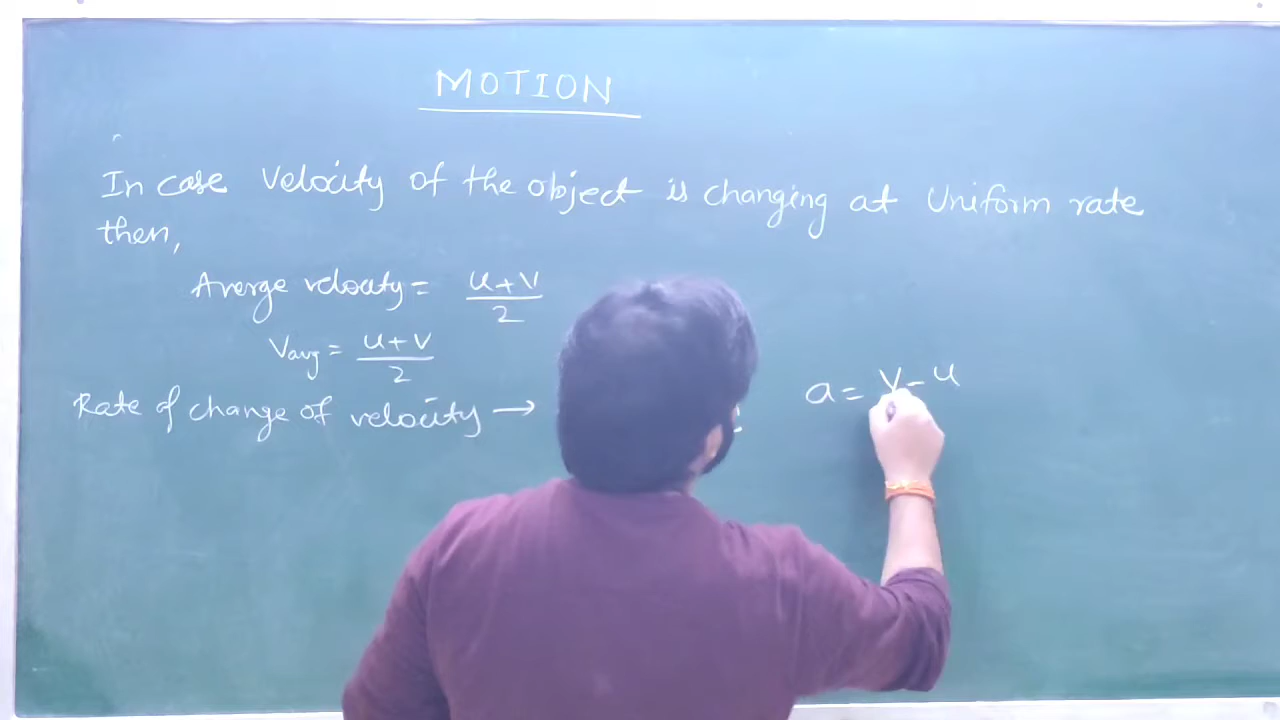 MOTION
In case velocity of the object is changing at Uniform rate
then,
Averge velocity = u+v
2
Vavg = u+v
2
Rate of change of velocity →
a = v-u